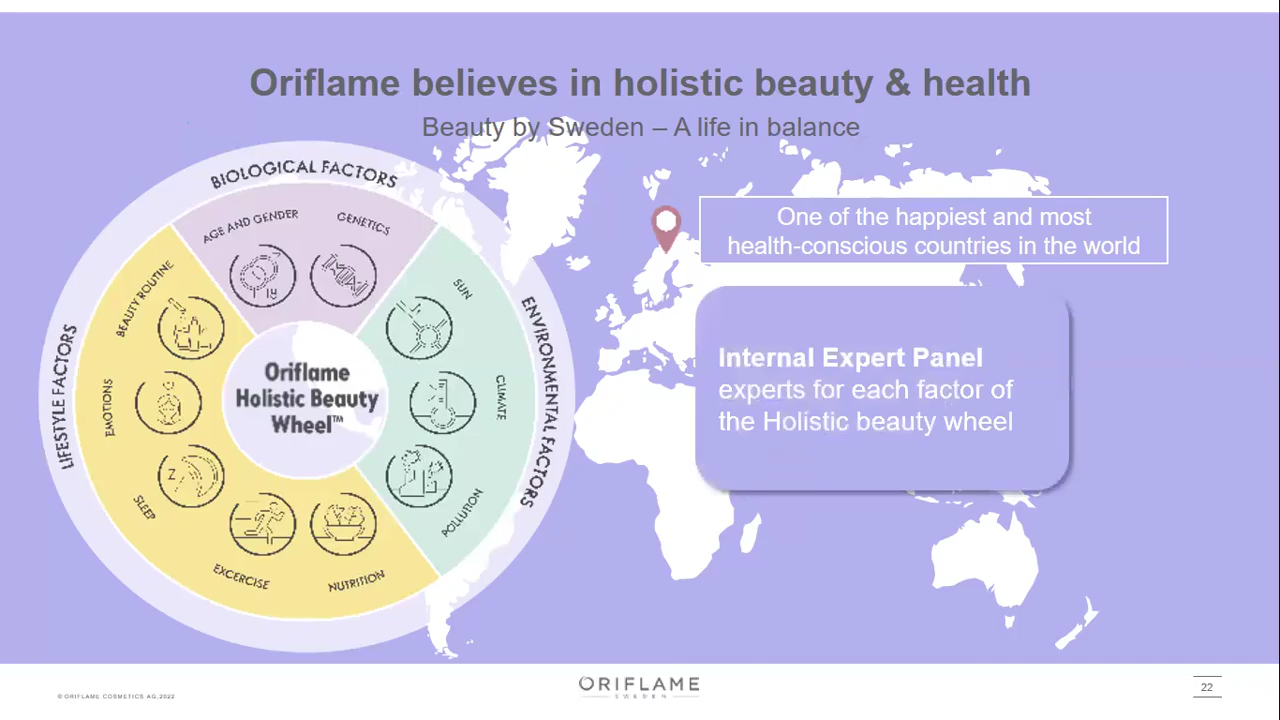 Oriflame believes in holistic beauty & health
Beauty by Sweden – A life in balance
BIOLOGICAL FACTORS
AGE AND GENDER
GENETICS
BEAUTY ROUTINE
SUN
LIFESTYLE FACTORS
ENVIRONMENTAL FACTORS
EMOTIONS
CLIMATE
Oriflame
Holistic Beauty
Wheel™
SLEEP
Z
POLLUTION
EXCERCISE
NUTRITION
One of the happiest and most
health-conscious countries in the world
Internal Expert Panel
experts for each factor of
the Holistic beauty wheel
© ORIFLAME COSMETICS AG,2022
ORIFLAME
SWEDEN
22